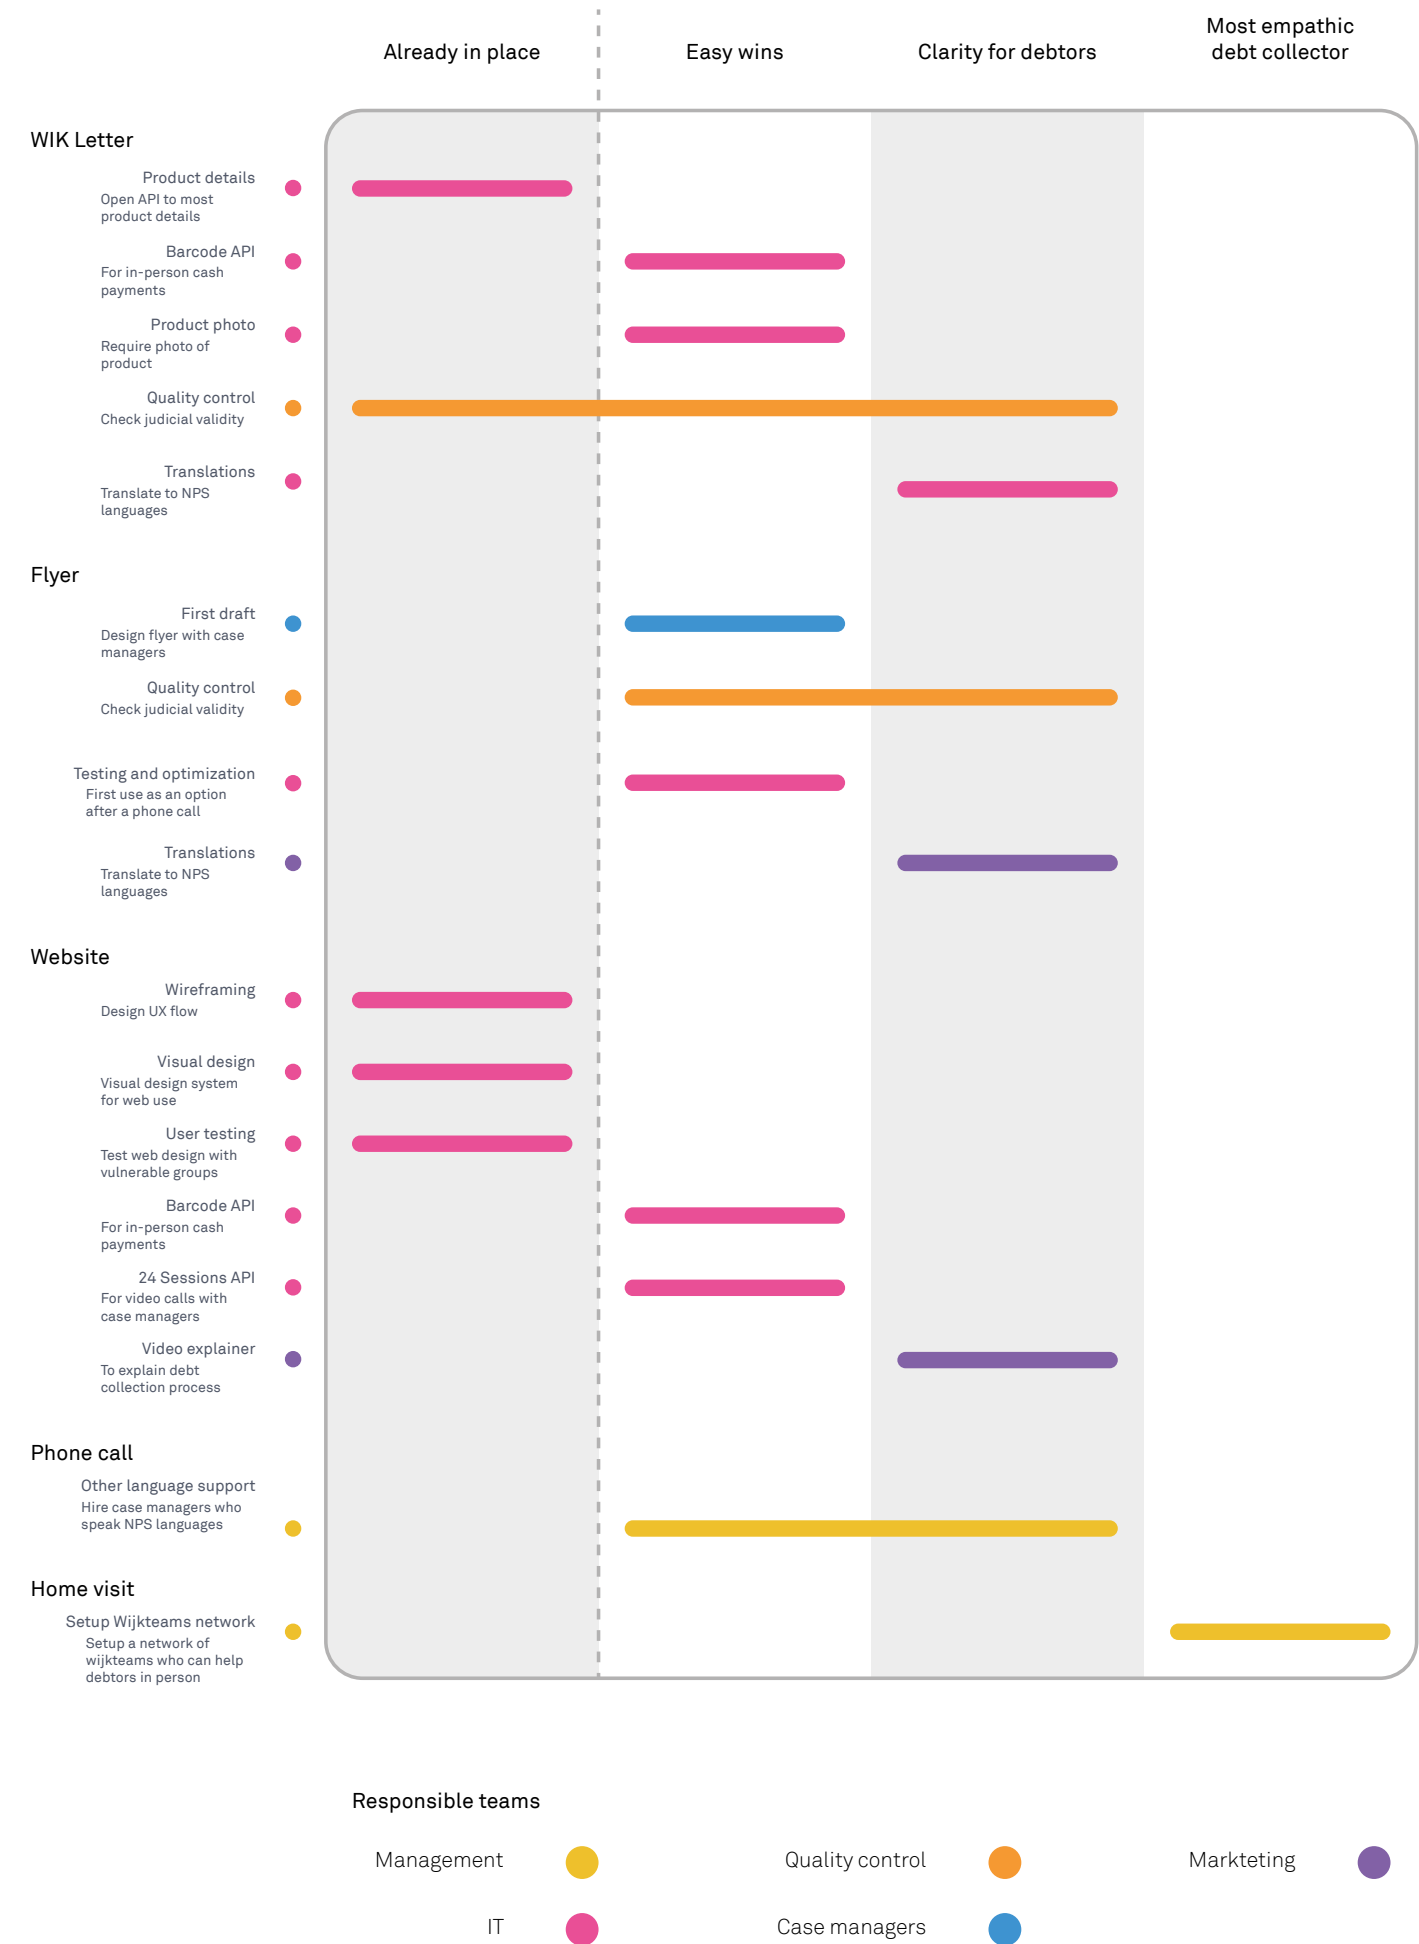 Already in place
Easy wins
Clarity for debtors
Most empathic
debt collector
WIK Letter
Product details
Open API to most
product details
Barcode API
For in-person cash
payments
Product photo
Require photo of
product
Quality control
Check judicial validity
Translations
Translate to NPS
languages
Flyer
First draft
Design flyer with case
managers
Quality control
Check judicial validity
Testing and optimization
First use as an option
after a phone call
Translations
Translate to NPS
languages
Website
Wireframing
Design UX flow
Visual design
Visual design system
for web use
User testing
Test web design with
vulnerable groups
Barcode API
For in-person cash
payments
24 Sessions API
For video calls with
case managers
Video explainer
To explain debt
collection process
Phone call
Other language support
Hire case managers who
speak NPS languages
Home visit
Setup Wijkteams network
Setup a network of
wijkteams who can help
debtors in person
Responsible teams
Management
Quality control
Markteting
IT
Case managers